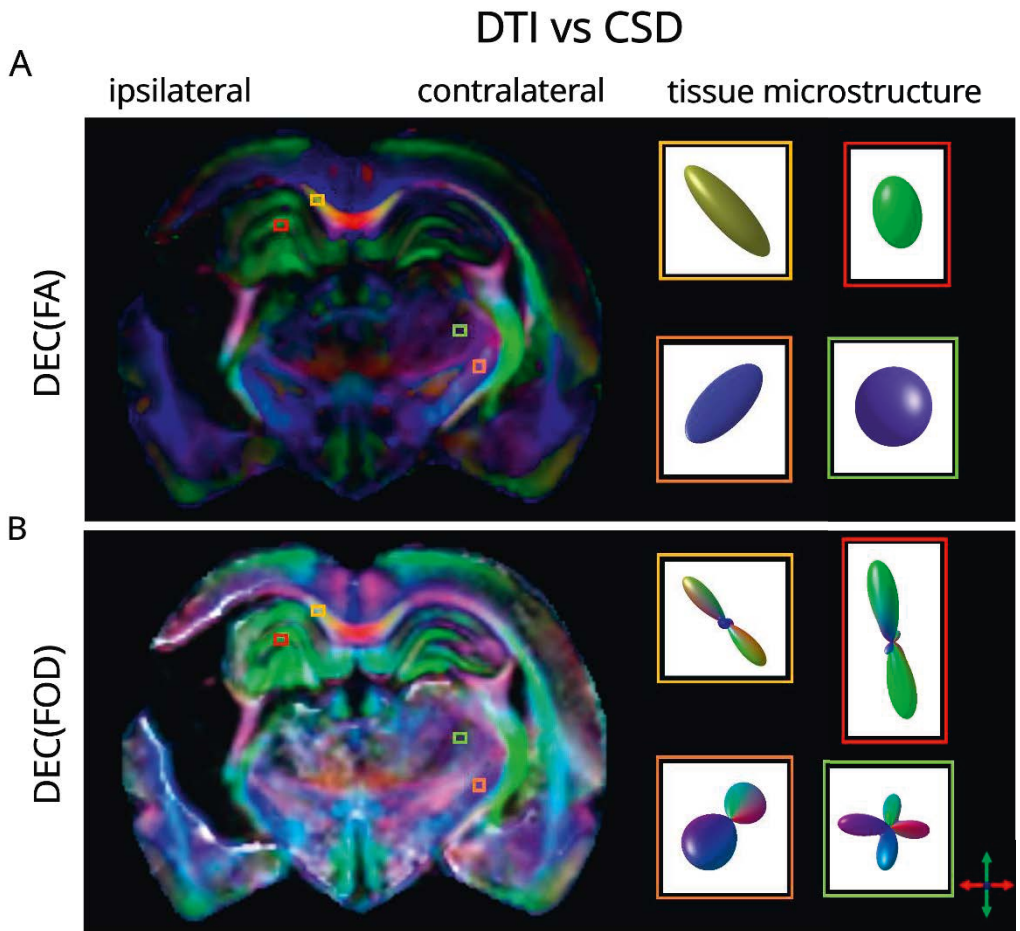 DTI vs CSD
A
ipsilateral contralateral tissue microstructure
DEC(FA)
B
DEC(FOD)